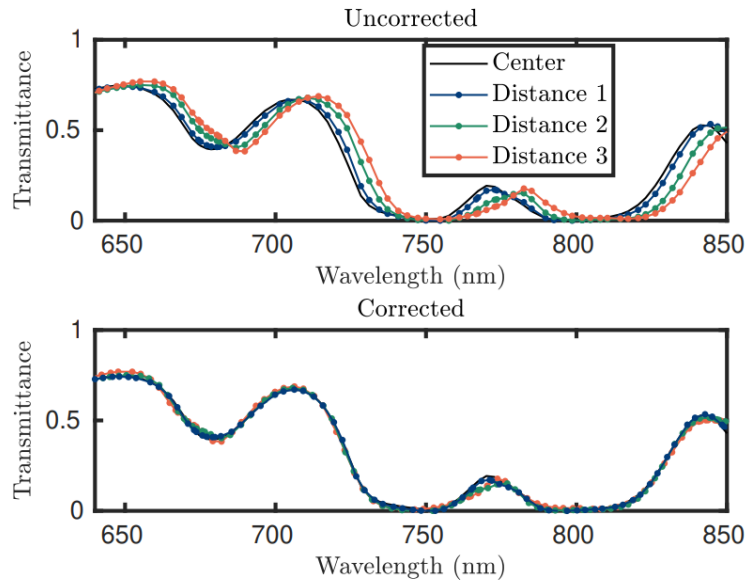 Uncorrected
1
0.5
0
Transmittance
Center
Distance 1
Distance 2
Distance 3
650 700 750 800 850
Wavelength (nm)
Corrected
1
0.5
0
Transmittance
650 700 750 800 850
Wavelength (nm)